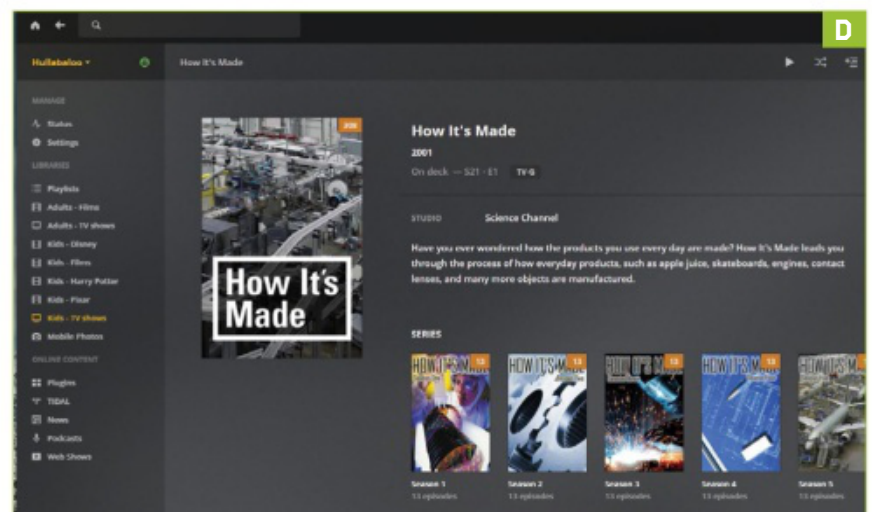 D
Hullabaloo
How It's Made
MANAGE
Status
Settings
LIBRARIES
Playlists
Adults - Films
Adults - TV shows
Kids - Disney
Kids - Films
Kids - Harry Potter
Kids - Pixar
Kids - TV shows
Mobile Photos
ONLINE CONTENT
Plugins
TIDAL
News
Podcasts
Web Shows
How It's
Made
How It's Made
2001
On deck — S21 · E1 TV-G
STUDIO Science Channel
Have you ever wondered how the products you use every day are made? How It's Made leads you
through the process of how everyday products, such as apple juice, skateboards, engines, contact
lenses, and many more objects are manufactured.
SERIES
13 13 13 13
HOW IT'S MADE HOW IT'S MADE
Season 1 Season 2 Season 3 Season 4 Season 5
13 episodes 13 episodes 13 episodes 13 episodes 13 episodes